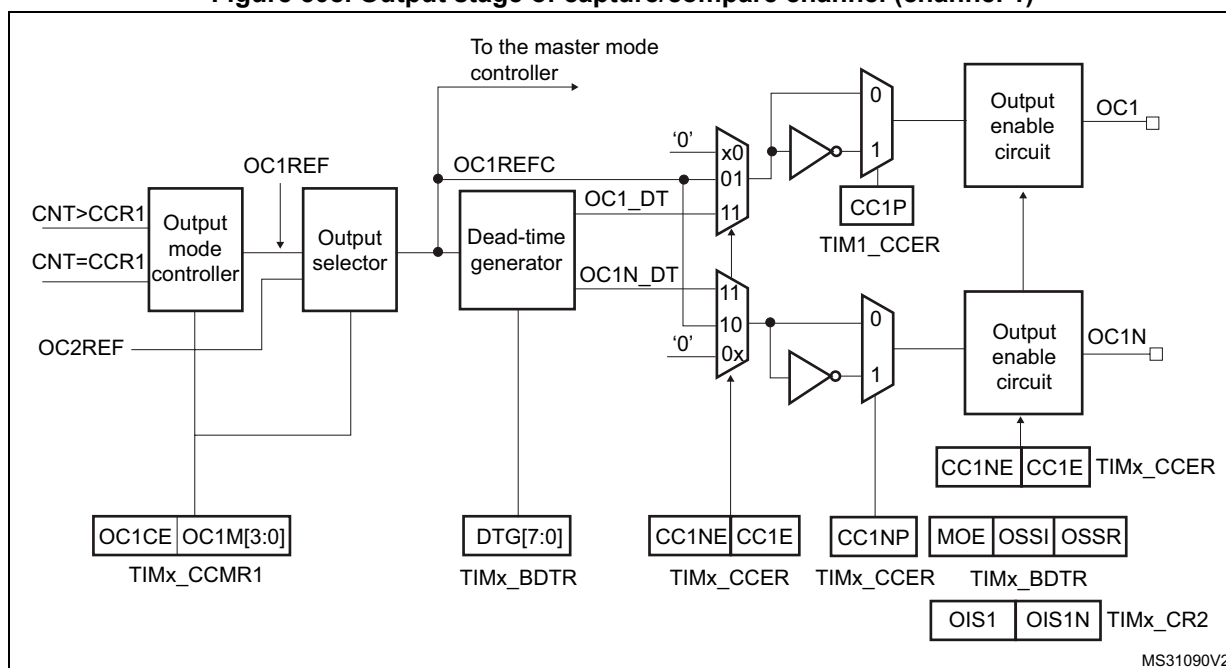 Figure 503. Output stage of capture/compare channel (channel 1)
To the master mode
controller
OC1REF
OC1REFC
CNT>CCR1
CNT=CCR1
Output
mode
controller
Output
selector
OC2REF
Dead-time
generator
OC1_DT
OC1N_DT
‘0’
x0
01
11
11
10
‘0’
0x
0
1
CC1P
TIM1_CCER
0
1
Output
enable
circuit
OC1
Output
enable
circuit
OC1N
CC1NE
CC1E
TIMx_CCER
OC1CE
OC1M[3:0]
TIMx_CCMR1
DTG[7:0]
TIMx_BDTR
CC1NE
CC1E
TIMx_CCER
CC1NP
TIMx_CCER
MOE
OSSI
OSSR
TIMx_BDTR
OIS1
OIS1N
TIMx_CR2
MS31090V2